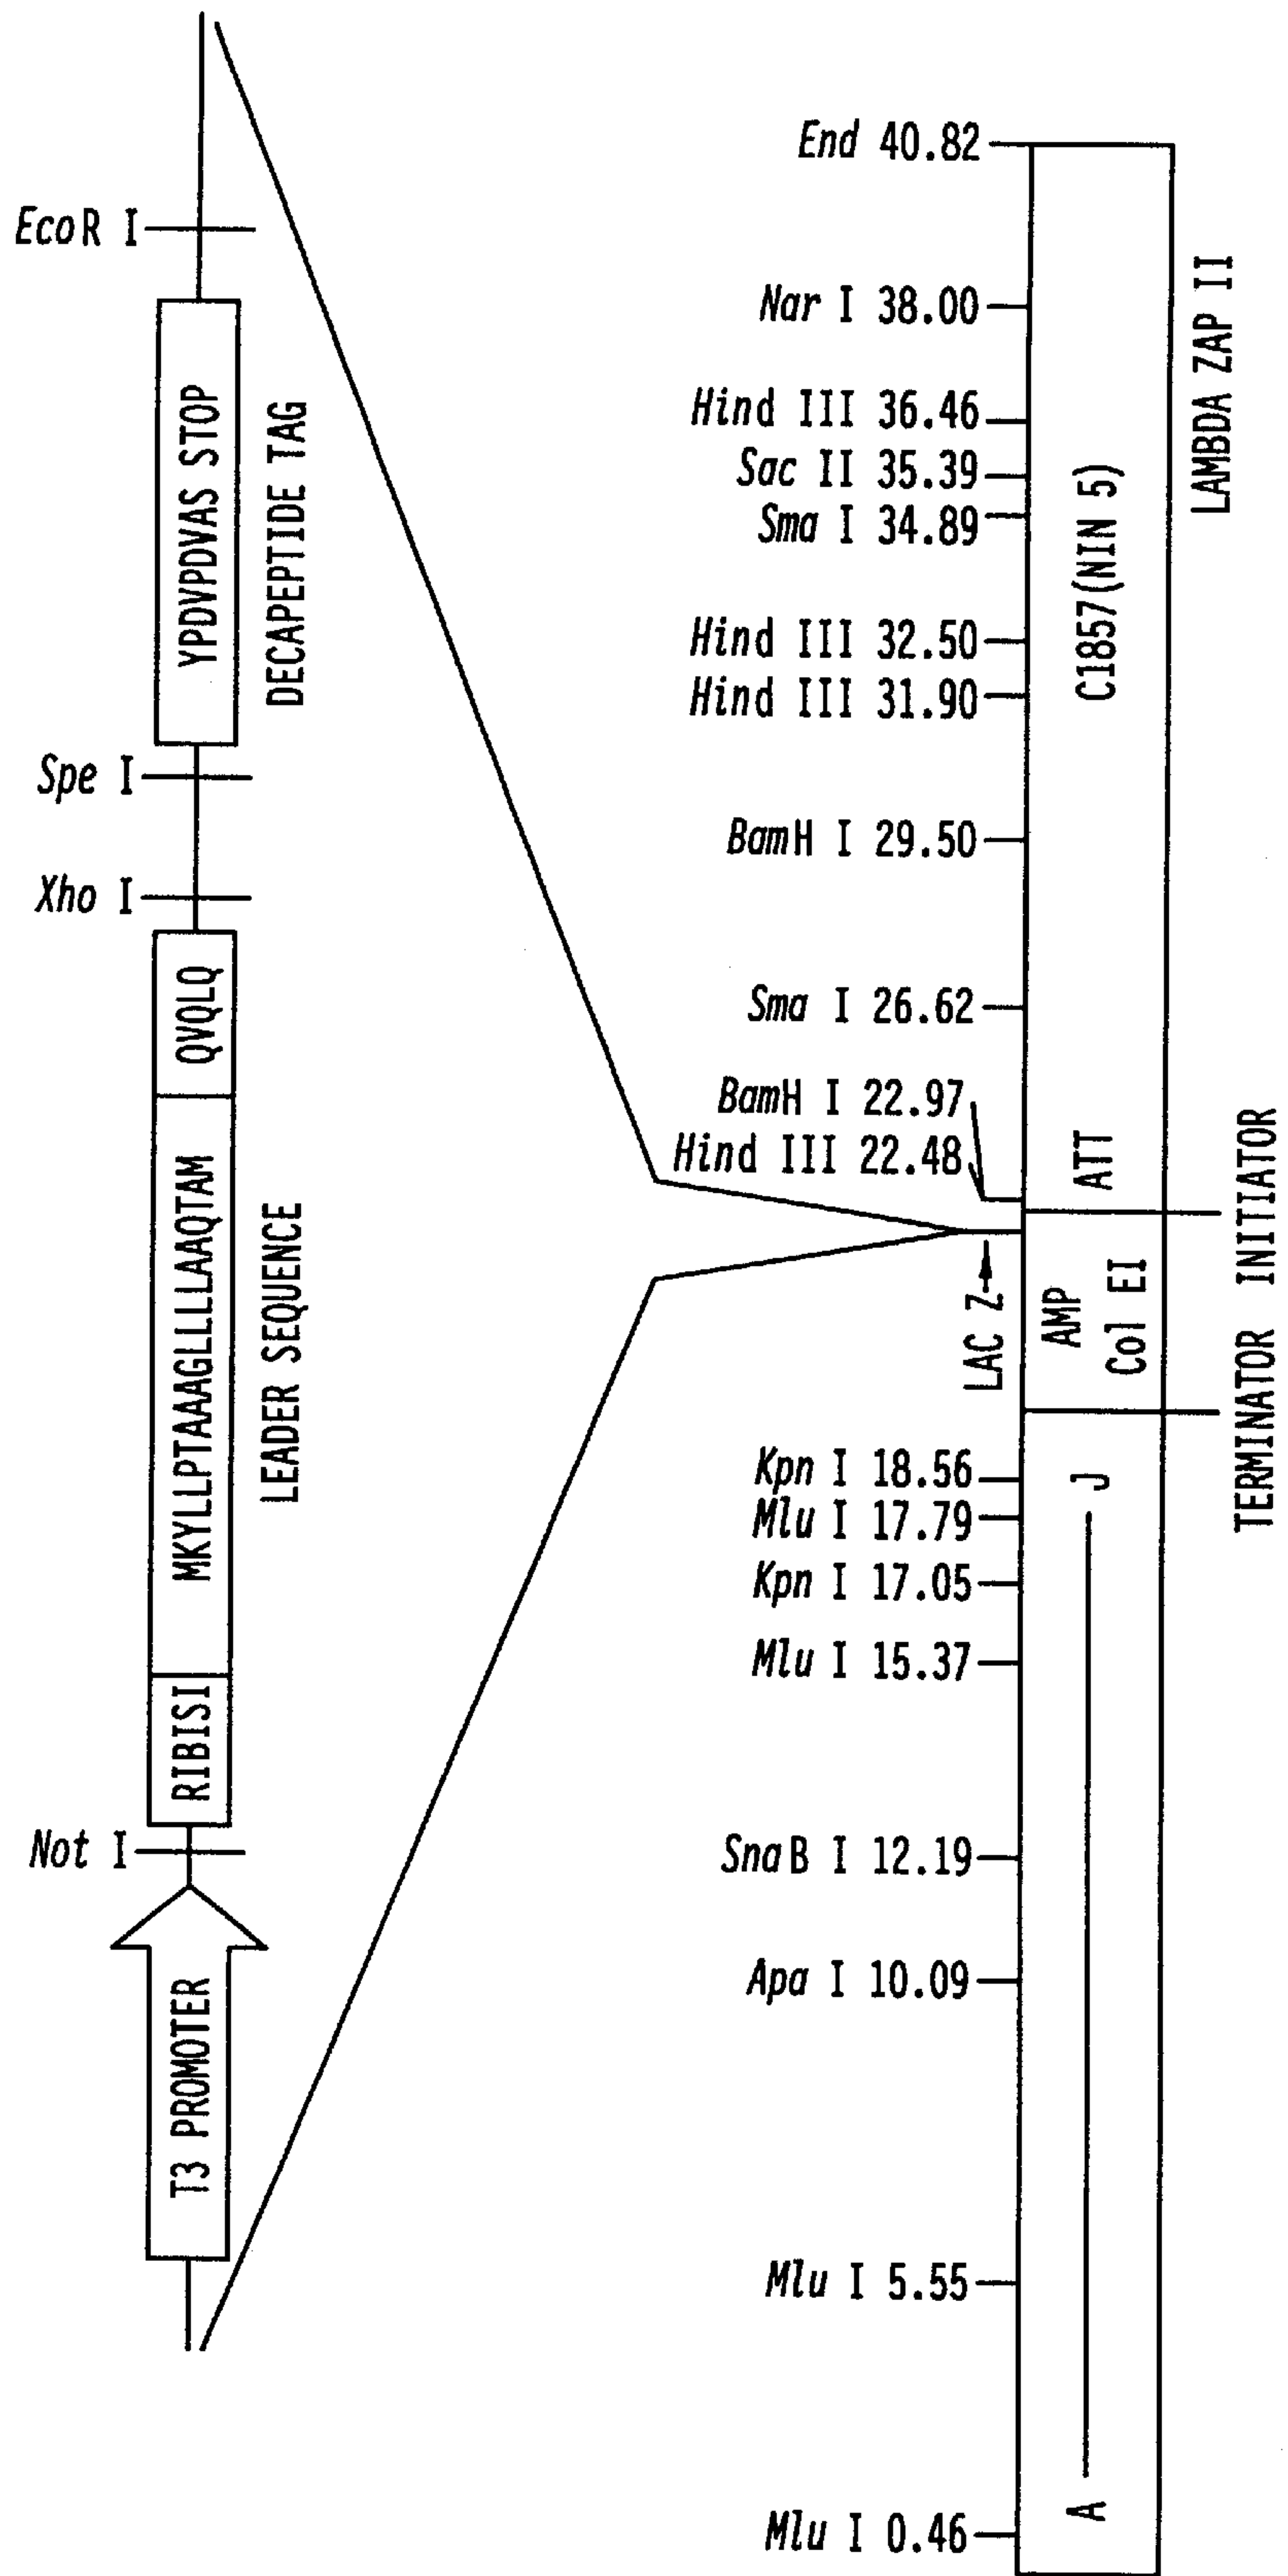 Not I
Xho I
Spe I
EcoR I
T3 PROMOTER
RIBISI
MKYLLPTAAAGLLLLAAQTAM
QVQLQ
YPDVPDVAS STOP
LEADER SEQUENCE
DECAPEPTIDE TAG
Mlu I 0.46
Mlu I 5.55
Apa I 10.09
SnaB I 12.19
Mlu I 15.37
Kpn I 17.05
Mlu I 17.79
Kpn I 18.56
LAC Z
Hind III 22.48
BamH I 22.97
Sma I 26.62
BamH I 29.50
Hind III 31.90
Hind III 32.50
Sma I 34.89
Sac II 35.39
Hind III 36.46
Nar I 38.00
End 40.82
A
J
AMP
Col EI
ATT
C1857(NIN 5)
LAMBDA ZAP II
TERMINATOR
INITIATOR